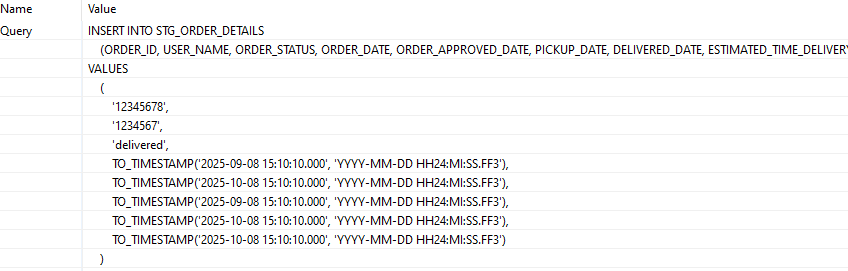 Name Value
Query INSERT INTO STG_ORDER_DETAILS
(ORDER_ID, USER_NAME, ORDER_STATUS, ORDER_DATE, ORDER_APPROVED_DATE, PICKUP_DATE, DELIVERED_DATE, ESTIMATED_TIME_DELIVERY
VALUES
(
'12345678',
'1234567',
'delivered',
TO_TIMESTAMP('2025-09-08 15:10:10.000', 'YYYY-MM-DD HH24:MI:SS.FF3'),
TO_TIMESTAMP('2025-10-08 15:10:10.000', 'YYYY-MM-DD HH24:MI:SS.FF3'),
TO_TIMESTAMP('2025-09-08 15:10:10.000', 'YYYY-MM-DD HH24:MI:SS.FF3'),
TO_TIMESTAMP('2025-10-08 15:10:10.000', 'YYYY-MM-DD HH24:MI:SS.FF3'),
TO_TIMESTAMP('2025-10-08 15:10:10.000', 'YYYY-MM-DD HH24:MI:SS.FF3')
)